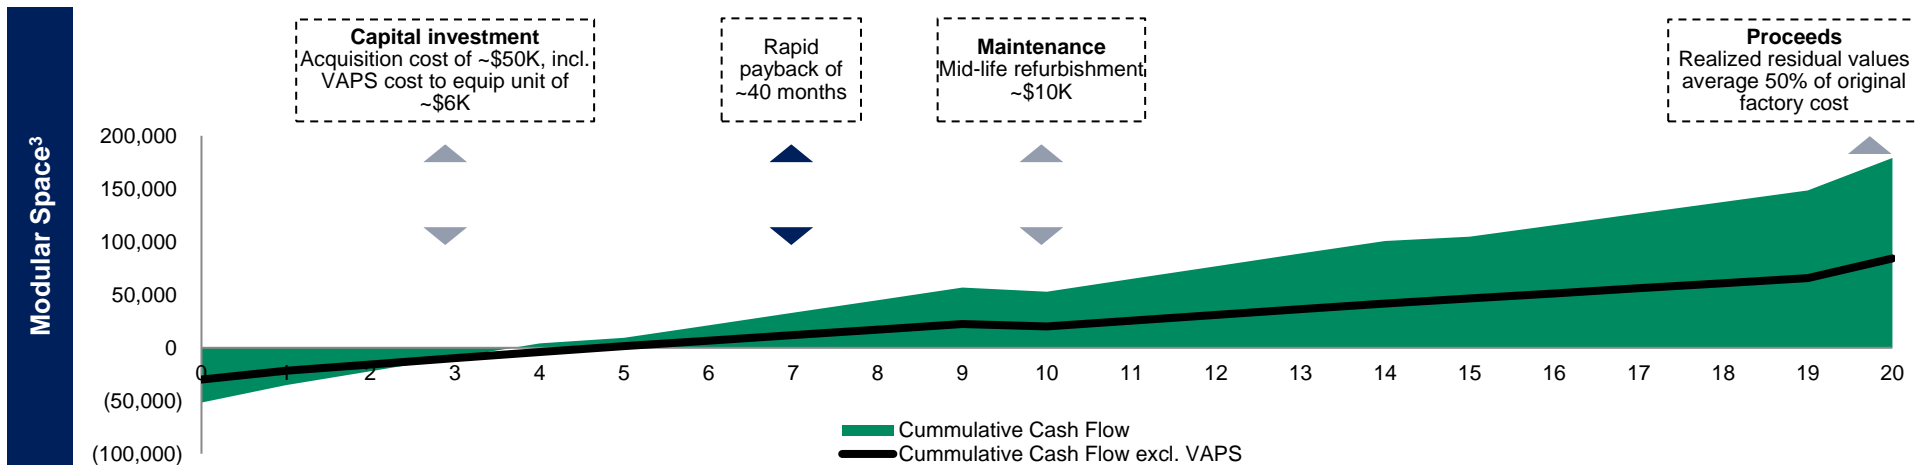 Modular Space3
Capital investment
Acquisition cost of ~$50K, incl.
VAPS cost to equip unit of
~$6K
Rapid
payback of
~40 months
Maintenance
Mid-life refurbishment
~$10K
Proceeds
Realized residual values
average 50% of original
factory cost
200,000
150,000
100,000
50,000
0
(50,000)
(100,000)
0 1 2 3 4 5 6 7 8 9 10 11 12 13 14 15 16 17 18 19 20
Cummulative Cash Flow
Cummulative Cash Flow excl. VAPS